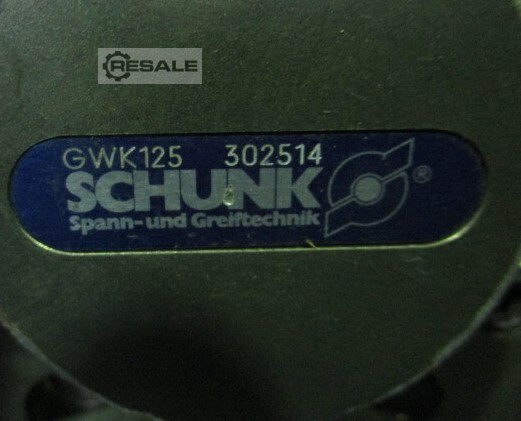 RESALE
GWK125 302514
SCHUNK ®
Spann- und Greiftechnik